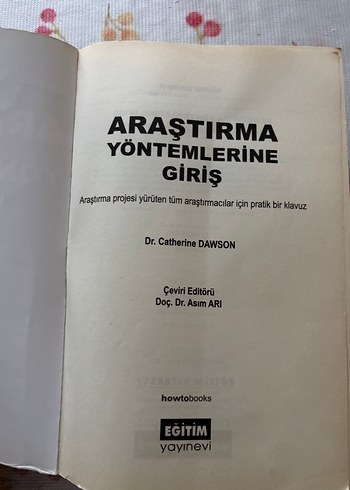 ARAŞTIRMA
YÖNTEMLERİNE
GİRİŞ
Araştırma projesi yürüten tüm araştırmacılar için pratik bir klavuz
Dr. Catherine DAWSON
Çeviri Editörü
Doç. Dr. Asım ARI
howtobooks
EĞİTİM
yayınevi